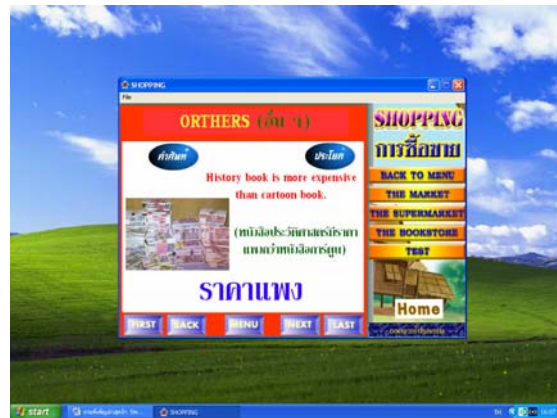 SHOPPING
File
ORTHERS (อื่น ๆ)
คำศัพท์
ประโยค
History book is more expensive
than cartoon book.
(หนังสือประวัติศาสตร์มีราคา
แพงกว่าหนังสือการ์ตูน)
ราคาแพง
FIRST
BACK
MENU
NEXT
LAST
SHOPPING
การซื้อขาย
BACK TO MENU
THE MARKET
THE SUPERMARKET
THE BOOKSTORE
TEST
Home
start
SHOPPING
TH